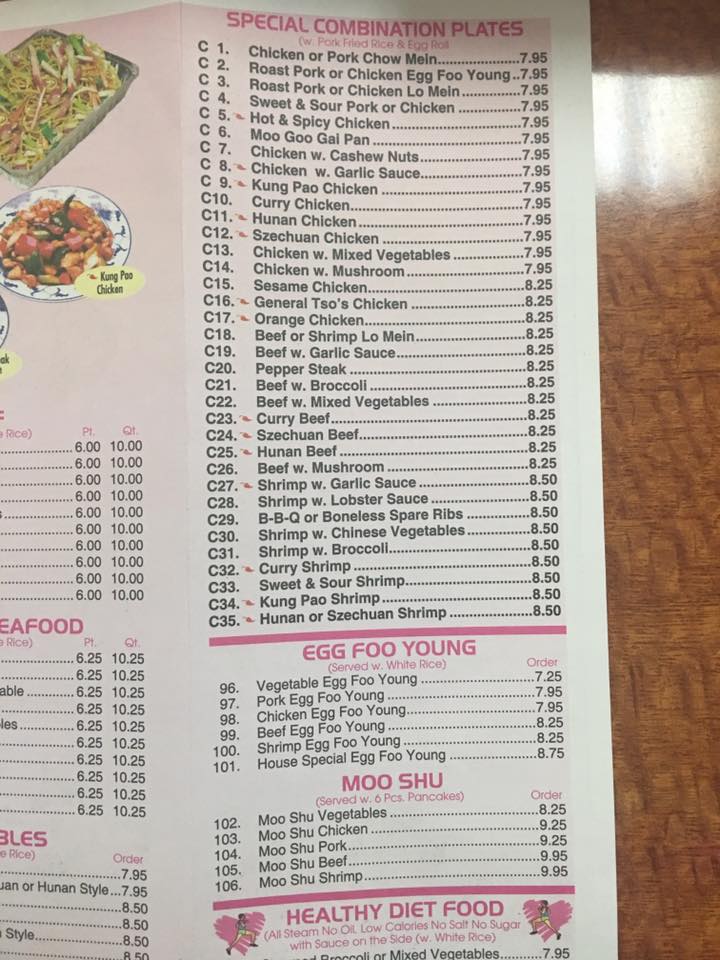 Kung Pao
Chicken
ak
e Rice)
Pt. Qt.
6.00 10.00
6.00 10.00
6.00 10.00
6.00 10.00
6.00 10.00
6.00 10.00
6.00 10.00
6.00 10.00
6.00 10.00
6.00 10.00
EAFOOD
e Rice)
Pt. Qt.
6.25 10.25
6.25 10.25
able 6.25 10.25
6.25 10.25
les 6.25 10.25
6.25 10.25
6.25 10.25
6.25 10.25
6.25 10.25
6.25 10.25
BLES
e Rice)
Order
7.95
uan or Hunan Style...7.95
8.50
8.50
Style 8.50
8.50
SPECIAL COMBINATION PLATES
(w. Pork Fried Rice & Egg Roll
C 1. Chicken or Pork Chow Mein 7.95
C 2. Roast Pork or Chicken Egg Foo Young..7.95
C 3. Roast Pork or Chicken Lo Mein 7.95
C 4. Sweet & Sour Pork or Chicken 7.95
C 5. Hot & Spicy Chicken 7.95
C 6. Moo Goo Gai Pan 7.95
C 7. Chicken w. Cashew Nuts 7.95
C 8. Chicken w. Garlic Sauce 7.95
C 9. Kung Pao Chicken 7.95
C10. Curry Chicken 7.95
C11. Hunan Chicken 7.95
C12. Szechuan Chicken 7.95
C13. Chicken w. Mixed Vegetables 7.95
C14. Chicken w. Mushroom 7.95
C15. Sesame Chicken 8.25
C16. General Tso's Chicken 8.25
C17. Orange Chicken 8.25
C18. Beef or Shrimp Lo Mein 8.25
C19. Beef w. Garlic Sauce 8.25
C20. Pepper Steak 8.25
C21. Beef w. Broccoli 8.25
C22. Beef w. Mixed Vegetables 8.25
C23. Curry Beef 8.25
C24. Szechuan Beef 8.25
C25. Hunan Beef 8.25
C26. Beef w. Mushroom 8.25
C27. Shrimp w. Garlic Sauce 8.50
C28. Shrimp w. Lobster Sauce 8.50
C29. B-B-Q or Boneless Spare Ribs 8.50
C30. Shrimp w. Chinese Vegetables 8.50
C31. Shrimp w. Broccoli 8.50
C32. Curry Shrimp 8.50
C33. Sweet & Sour Shrimp 8.50
C34. Kung Pao Shrimp 8.50
C35. Hunan or Szechuan Shrimp 8.50
EGG FOO YOUNG
(Served w. White Rice)
Order
96. Vegetable Egg Foo Young 7.25
97. Pork Egg Foo Young 7.95
98. Chicken Egg Foo Young 7.95
99. Beef Egg Foo Young 8.25
100. Shrimp Egg Foo Young 8.25
101. House Special Egg Foo Young 8.75
MOO SHU
(Served w. 6 Pcs. Pancakes)
Order
102. Moo Shu Vegetables 8.25
103. Moo Shu Chicken 9.25
104. Moo Shu Pork 9.25
105. Moo Shu Beef 9.95
106. Moo Shu Shrimp 9.95
HEALTHY DIET FOOD
(All Steam No Oil, Low Calories No Salt No Sugar
with Sauce on the Side (w. White Rice)
Broccoli or Mixed Vegetables 7.95